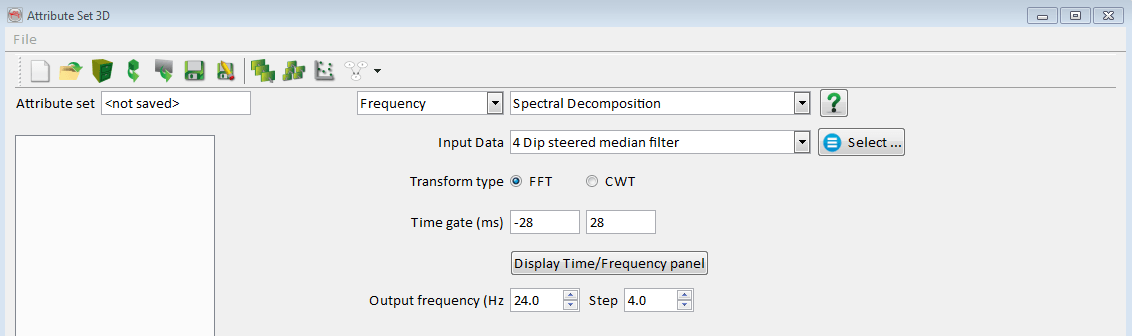 Attribute Set 3D
File
Attribute set <not saved> Frequency Spectral Decomposition ?
Input Data 4 Dip steered median filter Select ...
Transform type FFT CWT
Time gate (ms) -28 28
Display Time/Frequency panel
Output frequency (Hz 24.0 Step 4.0